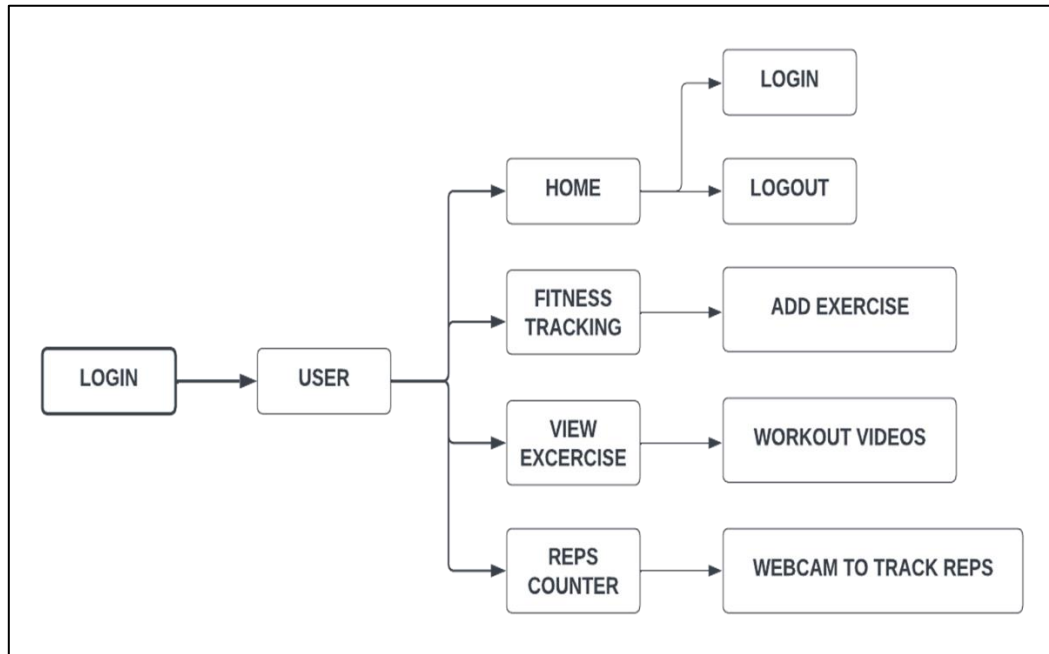 LOGIN
LOGOUT
HOME
FITNESS
TRACKING
ADD EXERCISE
LOGIN
USER
VIEW
EXCERCISE
WORKOUT VIDEOS
REPS
COUNTER
WEBCAM TO TRACK REPS